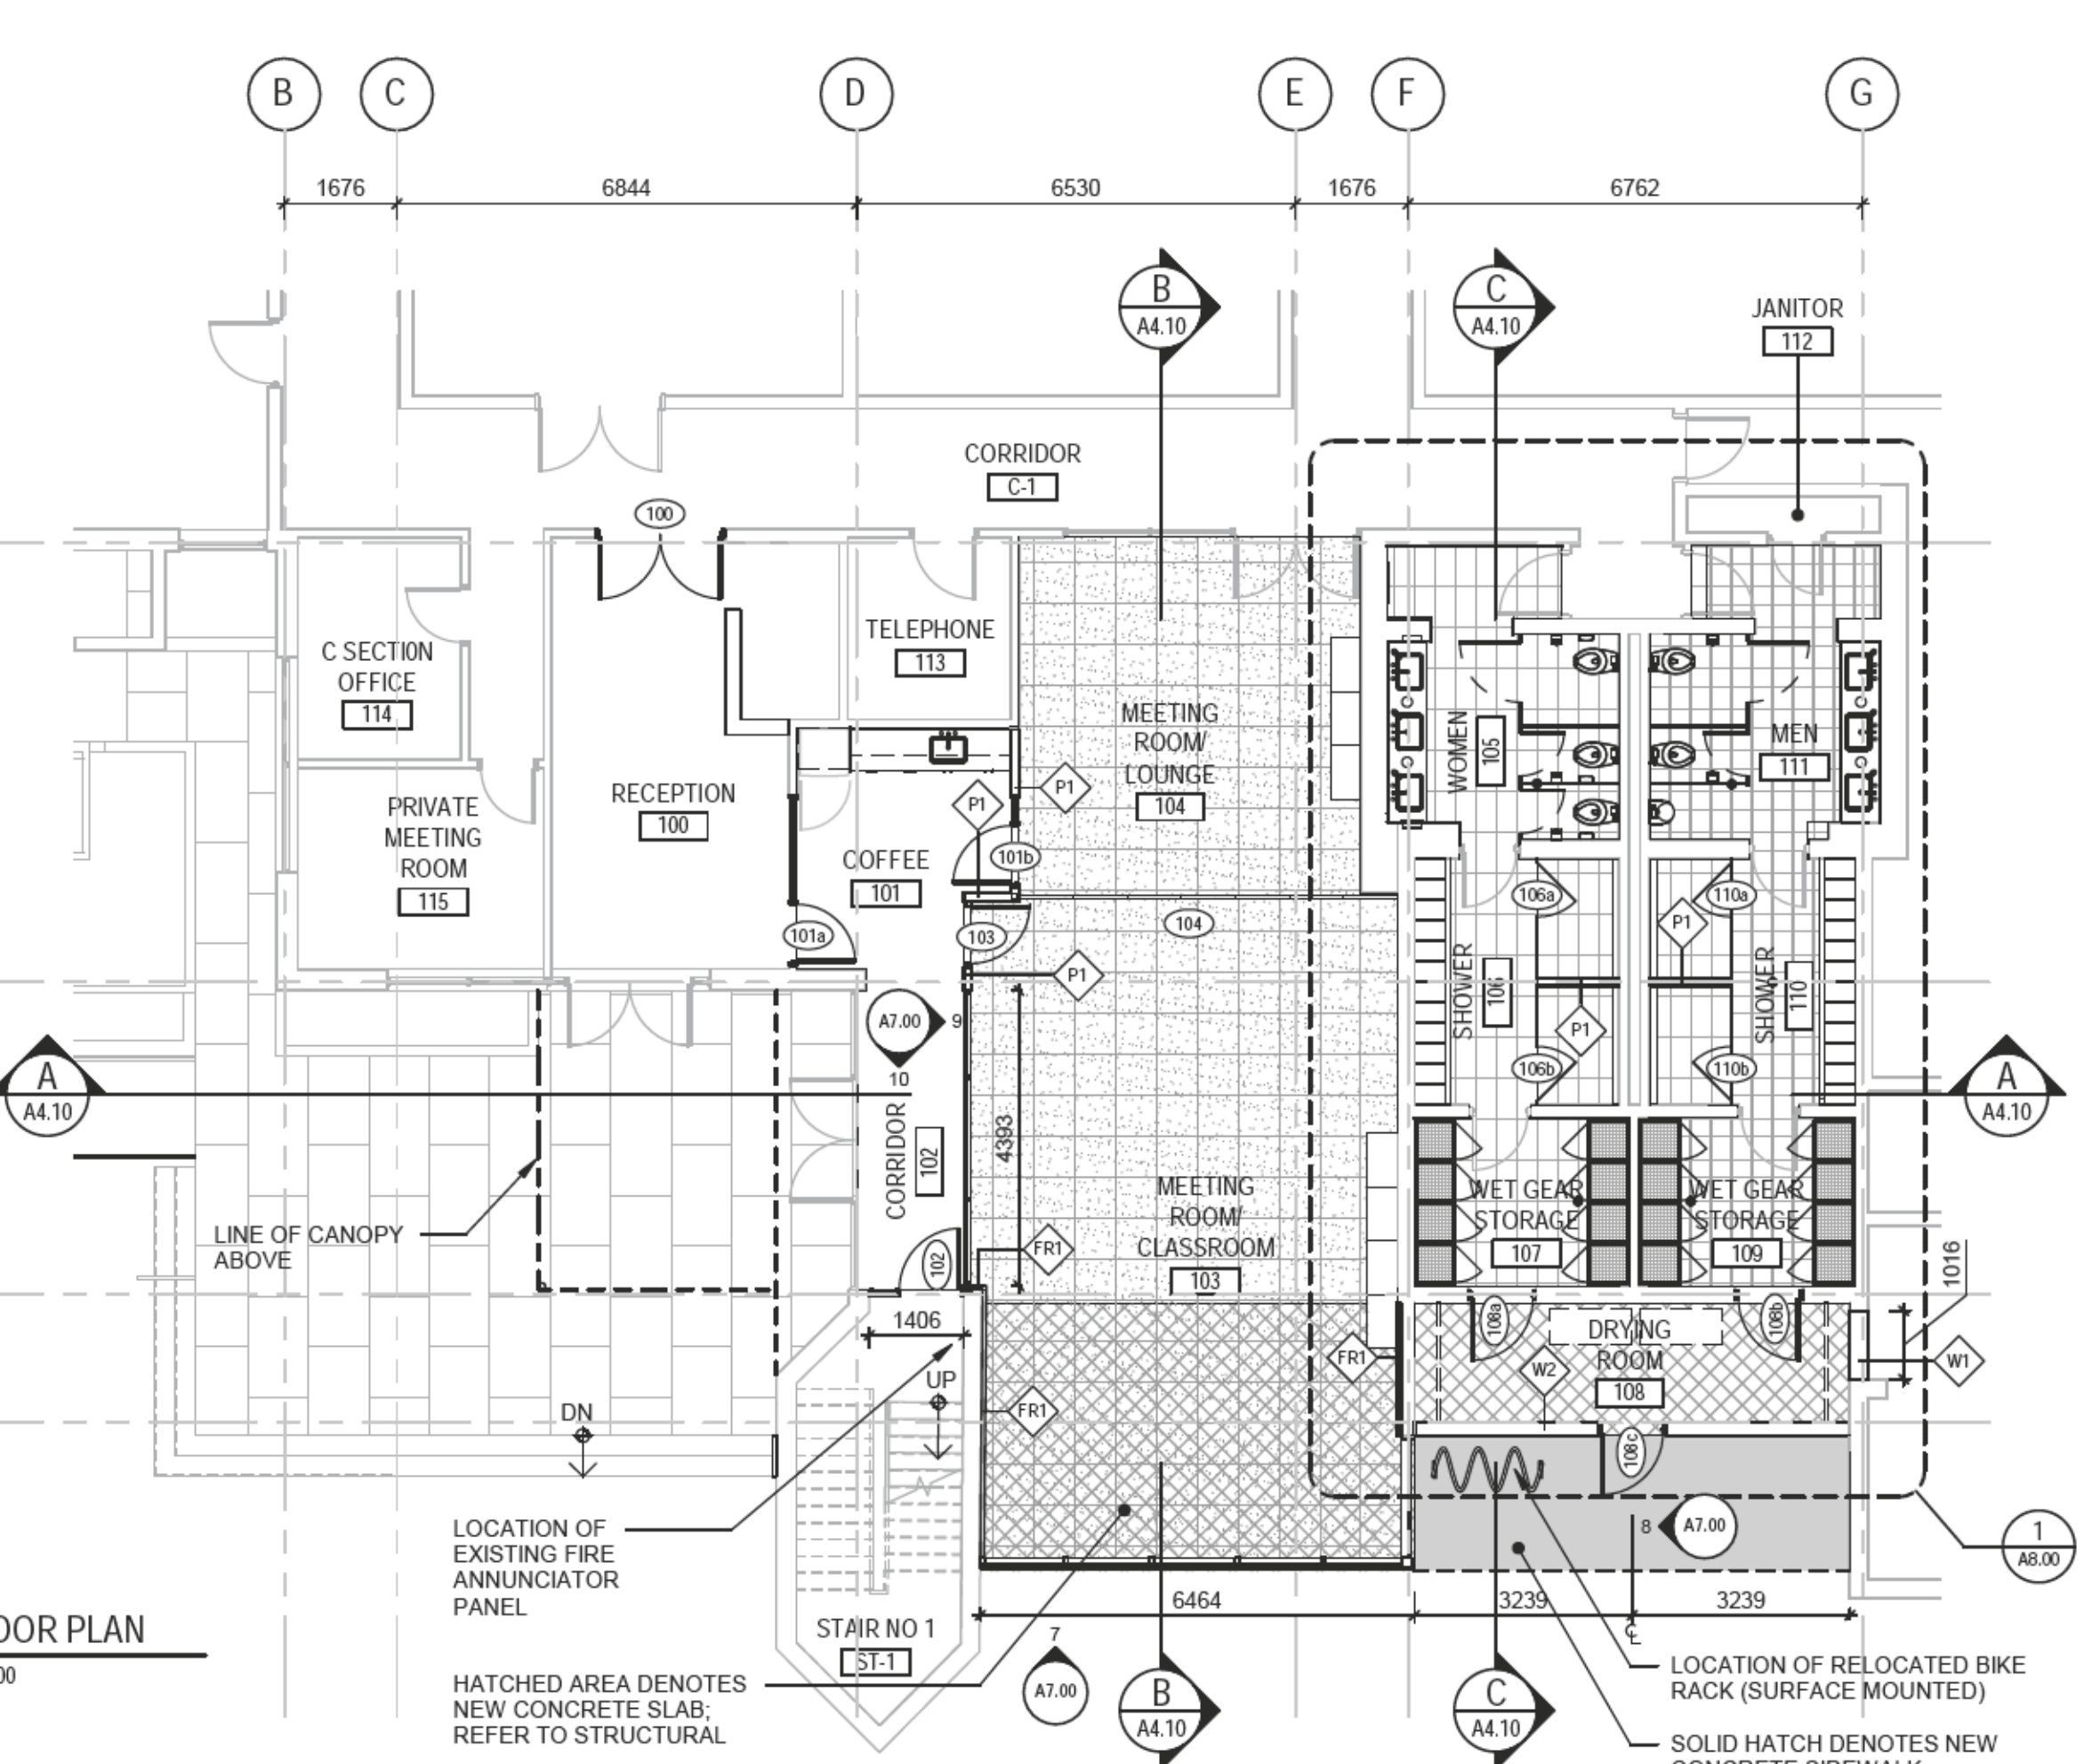 B
C
D
E
F
G
1676
6844
6530
1676
6762
B
A4.10
C
A4.10
JANITOR
112
CORRIDOR
C-1
100
C SECTION
OFFICE
114
TELEPHONE
113
MEETING
ROOM/
LOUNGE
104
WOMEN
105
MEN
111
PRIVATE
MEETING
ROOM
115
RECEPTION
100
P1
P1
COFFEE
101
101b
101a
103
104
106a
110a
P1
P1
SHOWER
106
SHOWER
110
P1
106b
110b
A7.00
9
10
A
A4.10
A
A4.10
CORRIDOR
102
4393
MEETING
ROOM/
CLASSROOM
103
WET GEAR
STORAGE
107
WET GEAR
STORAGE
109
LINE OF CANOPY
ABOVE
102
FR1
1016
1406
108a
108b
DRYING
ROOM
108
FR1
W2
W1
UP
FR1
DN
108c
8
A7.00
1
A8.00
LOCATION OF
EXISTING FIRE
ANNUNCIATOR
PANEL
6464
3239
3239
OOR PLAN
00
STAIR NO 1
ST-1
7
A7.00
HATCHED AREA DENOTES
NEW CONCRETE SLAB;
REFER TO STRUCTURAL
B
A4.10
C
A4.10
LOCATION OF RELOCATED BIKE
RACK (SURFACE MOUNTED)
SOLID HATCH DENOTES NEW
CONCRETE SIDEWALK